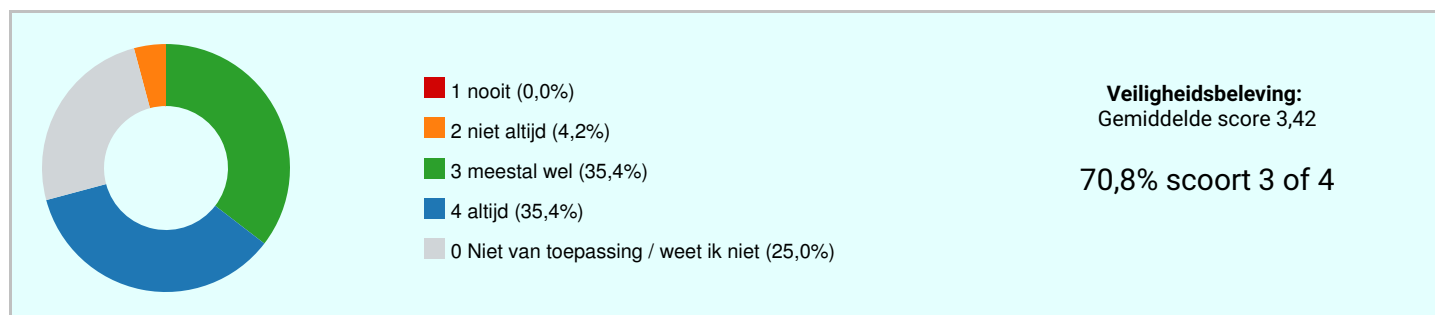 1 nooit (0,0%)
2 niet altijd (4,2%)
3 meestal wel (35,4%)
4 altijd (35,4%)
0 Niet van toepassing / weet ik niet (25,0%)
Veiligheidsbeleving:
Gemiddelde score 3,42
70,8% scoort 3 of 4